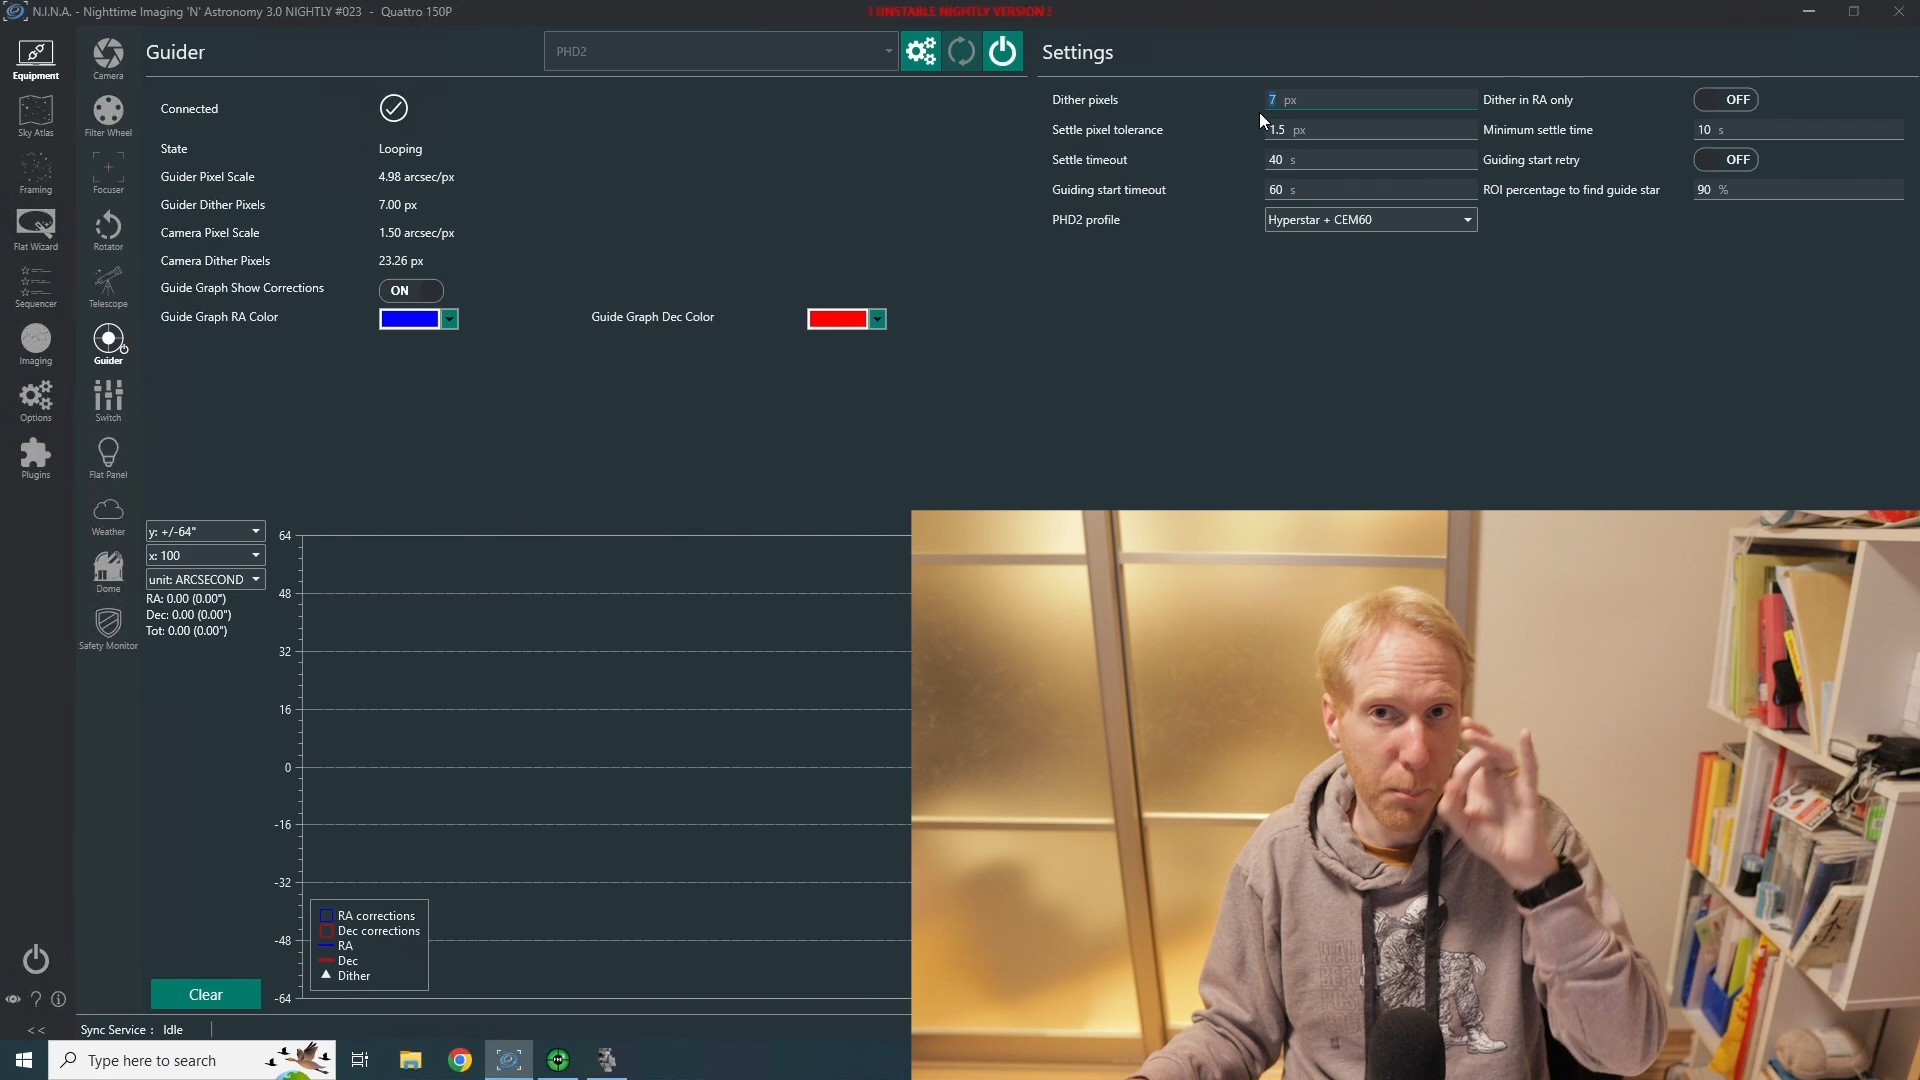 N.I.N.A. - Nighttime Imaging 'N' Astronomy 3.0 NIGHTLY #023 - Quattro 150P
! UNSTABLE NIGHTLY VERSION !
Equipment
Sky Atlas
Framing
Flat Wizard
Sequencer
Imaging
Options
Plugins
<<
Camera
Filter Wheel
Focuser
Rotator
Telescope
Guider
Switch
Flat Panel
Weather
Dome
Safety Monitor
Guider
PHD2
Connected
State Looping
Guider Pixel Scale 4.98 arcsec/px
Guider Dither Pixels 7.00 px
Camera Pixel Scale 1.50 arcsec/px
Camera Dither Pixels 23.26 px
Guide Graph Show Corrections ON
Guide Graph RA Color Guide Graph Dec Color
Settings
Dither pixels 7 px Dither in RA only OFF
Settle pixel tolerance 1.5 px Minimum settle time 10 s
Settle timeout 40 s Guiding start retry OFF
Guiding start timeout 60 s ROI percentage to find guide star 90 %
PHD2 profile Hyperstar + CEM60
y: +/-64"
x: 100
unit: ARCSECOND
RA: 0.00 (0.00")
Dec: 0.00 (0.00")
Tot: 0.00 (0.00")
64
48
32
16
0
-16
-32
-48
-64
RA corrections
Dec corrections
RA
Dec
Dither
Clear
Sync Service : Idle
Type here to search